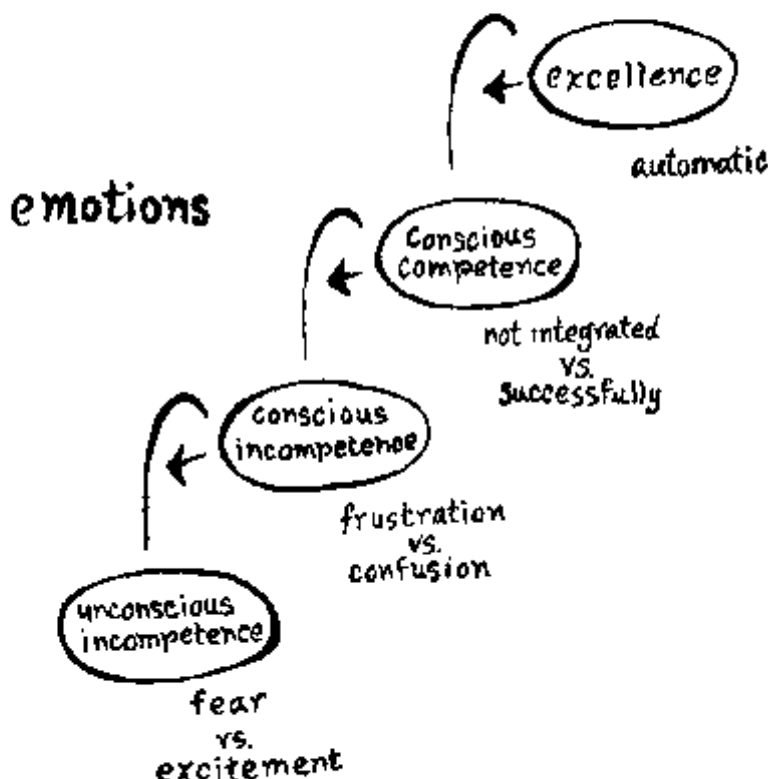 excellence
automatic
emotions
conscious
competence
not integrated
vs.
successfully
conscious
incompetence
frustration
vs.
confusion
unconscious
incompetence
fear
vs.
excitement